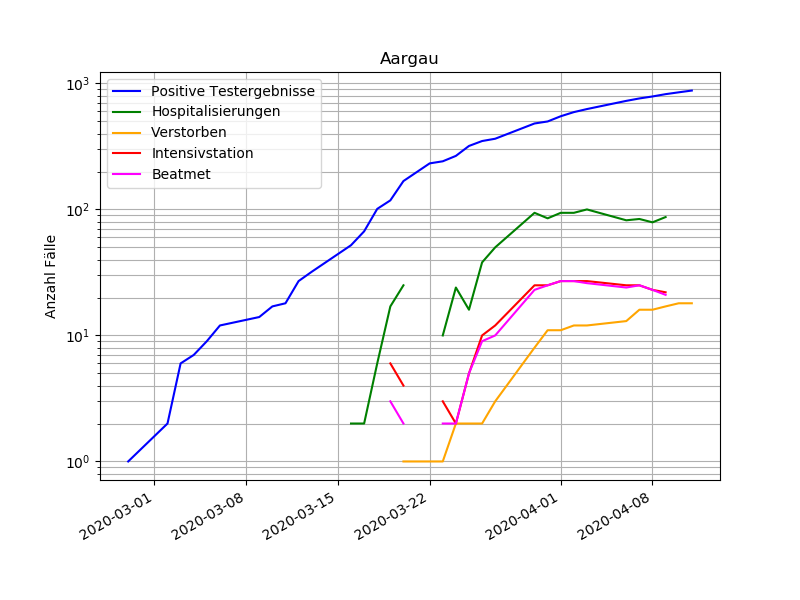 Aargau
Positive Testergebnisse
Hospitalisierungen
Verstorben
Intensivstation
Beatmet
Anzahl Fälle
10³
10²
10¹
10⁰
2020-03-01
2020-03-08
2020-03-15
2020-03-22
2020-04-01
2020-04-08